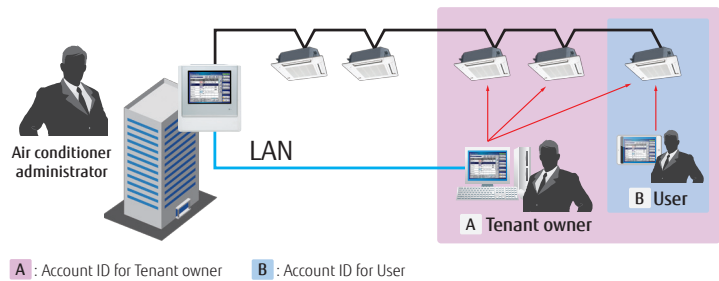 LAN
Air conditioner
administrator
B User
A Tenant owner
A : Account ID for Tenant owner
B : Account ID for User